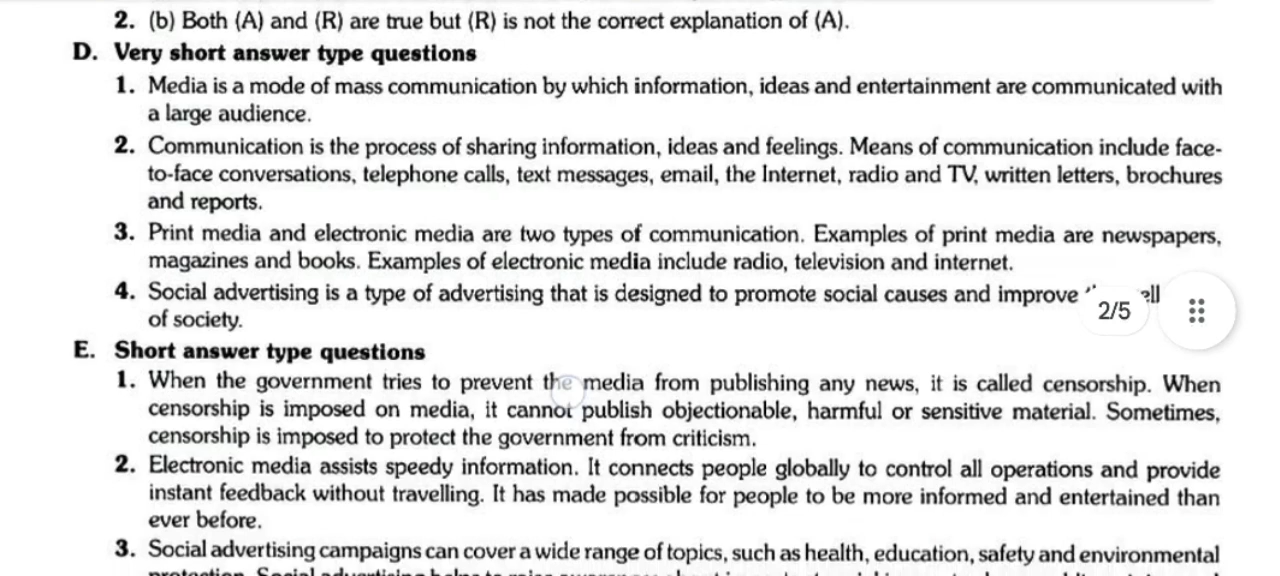 2. (b) Both (A) and (R) are true but (R) is not the correct explanation of (A).
D. Very short answer type questions
1. Media is a mode of mass communication by which information, ideas and entertainment are communicated with
a large audience.
2. Communication is the process of sharing information, ideas and feelings. Means of communication include face-
to-face conversations, telephone calls, text messages, email, the Internet, radio and TV, written letters, brochures
and reports.
3. Print media and electronic media are two types of communication. Examples of print media are newspapers,
magazines and books. Examples of electronic media include radio, television and internet.
4. Social advertising is a type of advertising that is designed to promote social causes and improve
2/5
of society.
E. Short answer type questions
1. When the government tries to prevent the media from publishing any news, it is called censorship. When
censorship is imposed on media, it cannot publish objectionable, harmful or sensitive material. Sometimes,
censorship is imposed to protect the government from criticism.
2. Electronic media assists speedy information. It connects people globally to control all operations and provide
instant feedback without travelling. It has made possible for people to be more informed and entertained than
ever before.
3. Social advertising campaigns can cover a wide range of topics, such as health, education, safety and environmental